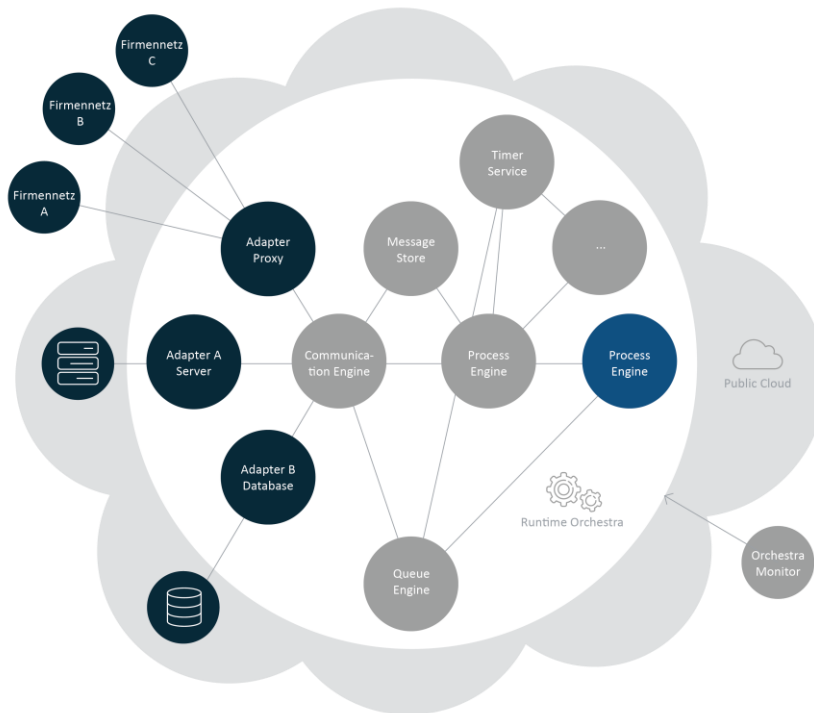 Firmennetz
C
Firmennetz
B
Firmennetz
A
Timer
Service
Adapter
Proxy
Message
Store
...
Adapter A
Server
Communica-
tion Engine
Process
Engine
Process
Engine
Public Cloud
Adapter B
Database
Runtime Orchestra
Orchestra
Monitor
Queue
Engine